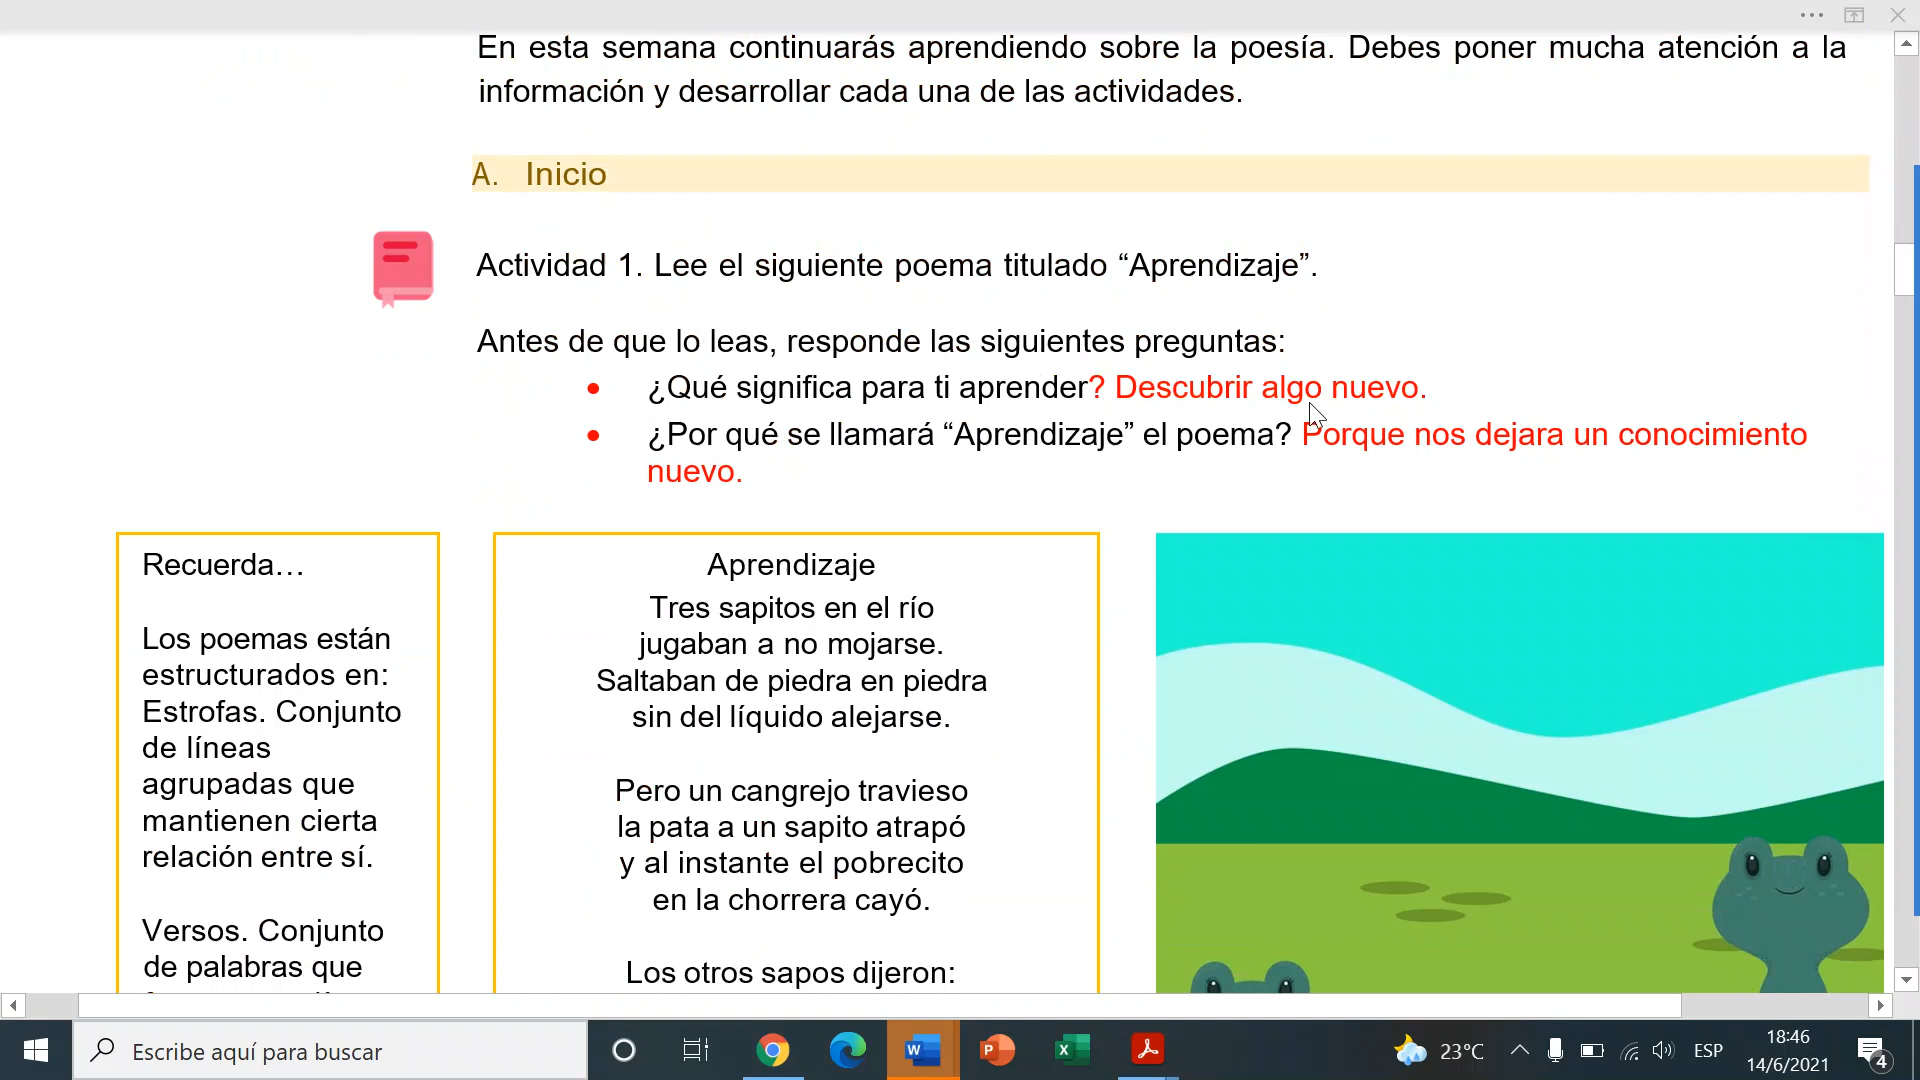 En esta semana continuarás aprendiendo sobre la poesía. Debes poner mucha atención a la
información y desarrollar cada una de las actividades.
A. Inicio
Actividad 1. Lee el siguiente poema titulado “Aprendizaje”.
Antes de que lo leas, responde las siguientes preguntas:
• ¿Qué significa para ti aprender? Descubrir algo nuevo.
• ¿Por qué se llamará “Aprendizaje” el poema? Porque nos dejara un conocimiento
nuevo.
Recuerda…
Los poemas están
estructurados en:
Estrofas. Conjunto
de líneas
agrupadas que
mantienen cierta
relación entre sí.
Versos. Conjunto
de palabras que
Aprendizaje
Tres sapitos en el río
jugaban a no mojarse.
Saltaban de piedra en piedra
sin del líquido alejarse.
Pero un cangrejo travieso
la pata a un sapito atrapó
y al instante el pobrecito
en la chorrera cayó.
Los otros sapos dijeron:
Escribe aquí para buscar
W
P
X
23°C
ESP
18:46
14/6/2021
4